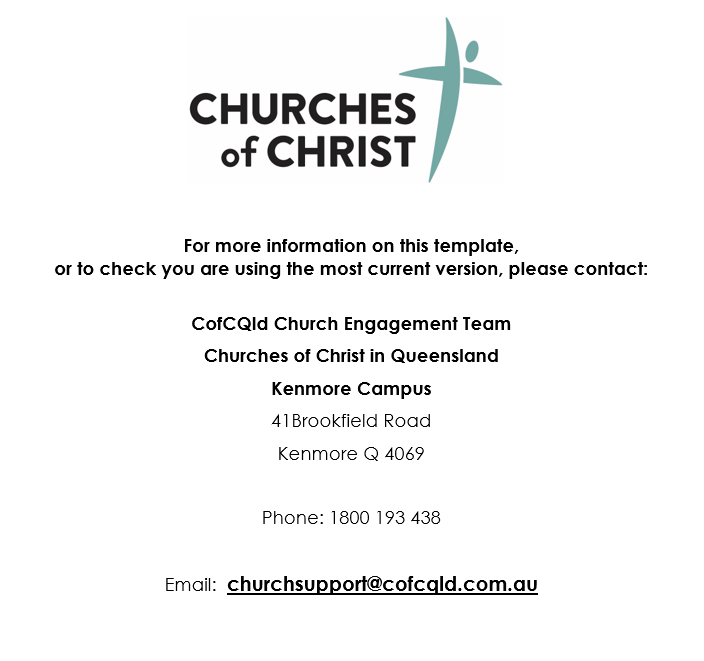 CHURCHES
of CHRIST
For more information on this template,
or to check you are using the most current version, please contact:
CofCQld Church Engagement Team
Churches of Christ in Queensland
Kenmore Campus
41Brookfield Road
Kenmore Q 4069
Phone: 1800 193 438
Email: churchsupport@cofcqld.com.au